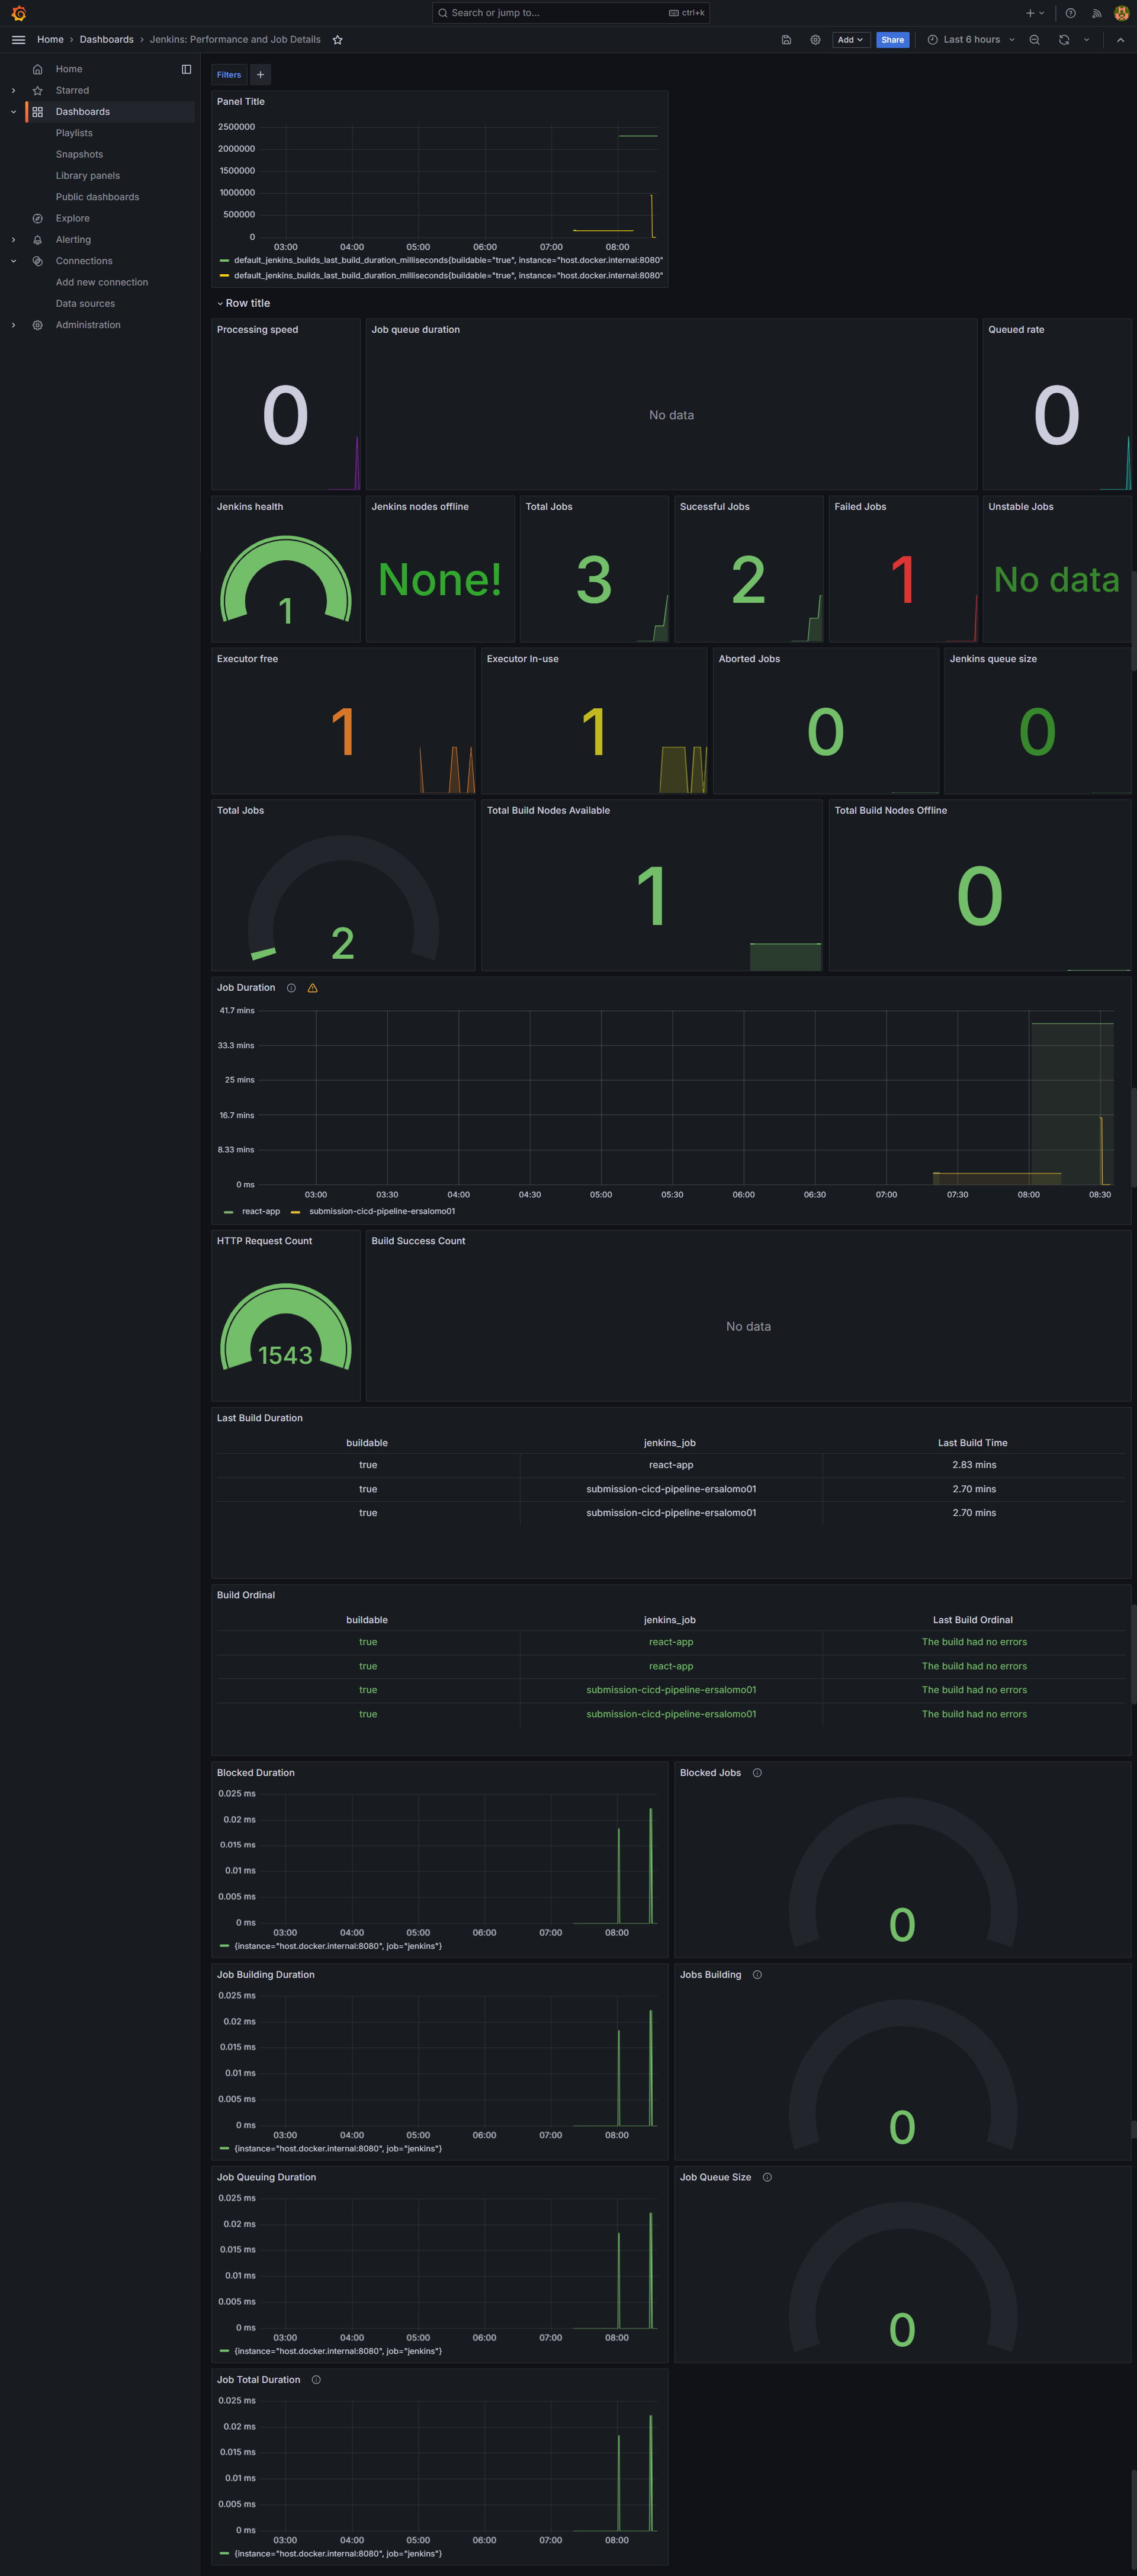 Search or jump to... ctrl+k
Home › Dashboards › Jenkins: Performance and Job Details
Add Share Last 6 hours
Home
Starred
Dashboards
Playlists
Snapshots
Library panels
Public dashboards
Explore
Alerting
Connections
Add new connection
Data sources
Administration
Filters
Panel Title
2500000
2000000
1500000
1000000
500000
0
03:00 04:00 05:00 06:00 07:00 08:00
default_jenkins_builds_last_build_duration_milliseconds{buildable="true", instance="host.docker.internal:8080"
default_jenkins_builds_last_build_duration_milliseconds{buildable="true", instance="host.docker.internal:8080"
Row title
Processing speed Job queue duration Queued rate
0 No data 0
Jenkins health Jenkins nodes offline Total Jobs Sucessful Jobs Failed Jobs Unstable Jobs
1 None! 3 2 1 No data
Executor free Executor In-use Aborted Jobs Jenkins queue size
1 1 0 0
Total Jobs Total Build Nodes Available Total Build Nodes Offline
2 1 0
Job Duration
41.7 mins
33.3 mins
25 mins
16.7 mins
8.33 mins
0 ms
03:00 03:30 04:00 04:30 05:00 05:30 06:00 06:30 07:00 07:30 08:00 08:30
react-app submission-cicd-pipeline-ersalomo01
HTTP Request Count Build Success Count
1543 No data
Last Build Duration
buildable jenkins_job Last Build Time
true react-app 2.83 mins
true submission-cicd-pipeline-ersalomo01 2.70 mins
true submission-cicd-pipeline-ersalomo01 2.70 mins
Build Ordinal
buildable jenkins_job Last Build Ordinal
true react-app The build had no errors
true react-app The build had no errors
true submission-cicd-pipeline-ersalomo01 The build had no errors
true submission-cicd-pipeline-ersalomo01 The build had no errors
Blocked Duration
0.025 ms
0.02 ms
0.015 ms
0.01 ms
0.005 ms
0 ms
03:00 04:00 05:00 06:00 07:00 08:00
{instance="host.docker.internal:8080", job="jenkins"}
Blocked Jobs
0
Job Building Duration
0.025 ms
0.02 ms
0.015 ms
0.01 ms
0.005 ms
0 ms
03:00 04:00 05:00 06:00 07:00 08:00
{instance="host.docker.internal:8080", job="jenkins"}
Jobs Building
0
Job Queuing Duration
0.025 ms
0.02 ms
0.015 ms
0.01 ms
0.005 ms
0 ms
03:00 04:00 05:00 06:00 07:00 08:00
{instance="host.docker.internal:8080", job="jenkins"}
Job Queue Size
0
Job Total Duration
0.025 ms
0.02 ms
0.015 ms
0.01 ms
0.005 ms
0 ms
03:00 04:00 05:00 06:00 07:00 08:00
{instance="host.docker.internal:8080", job="jenkins"}